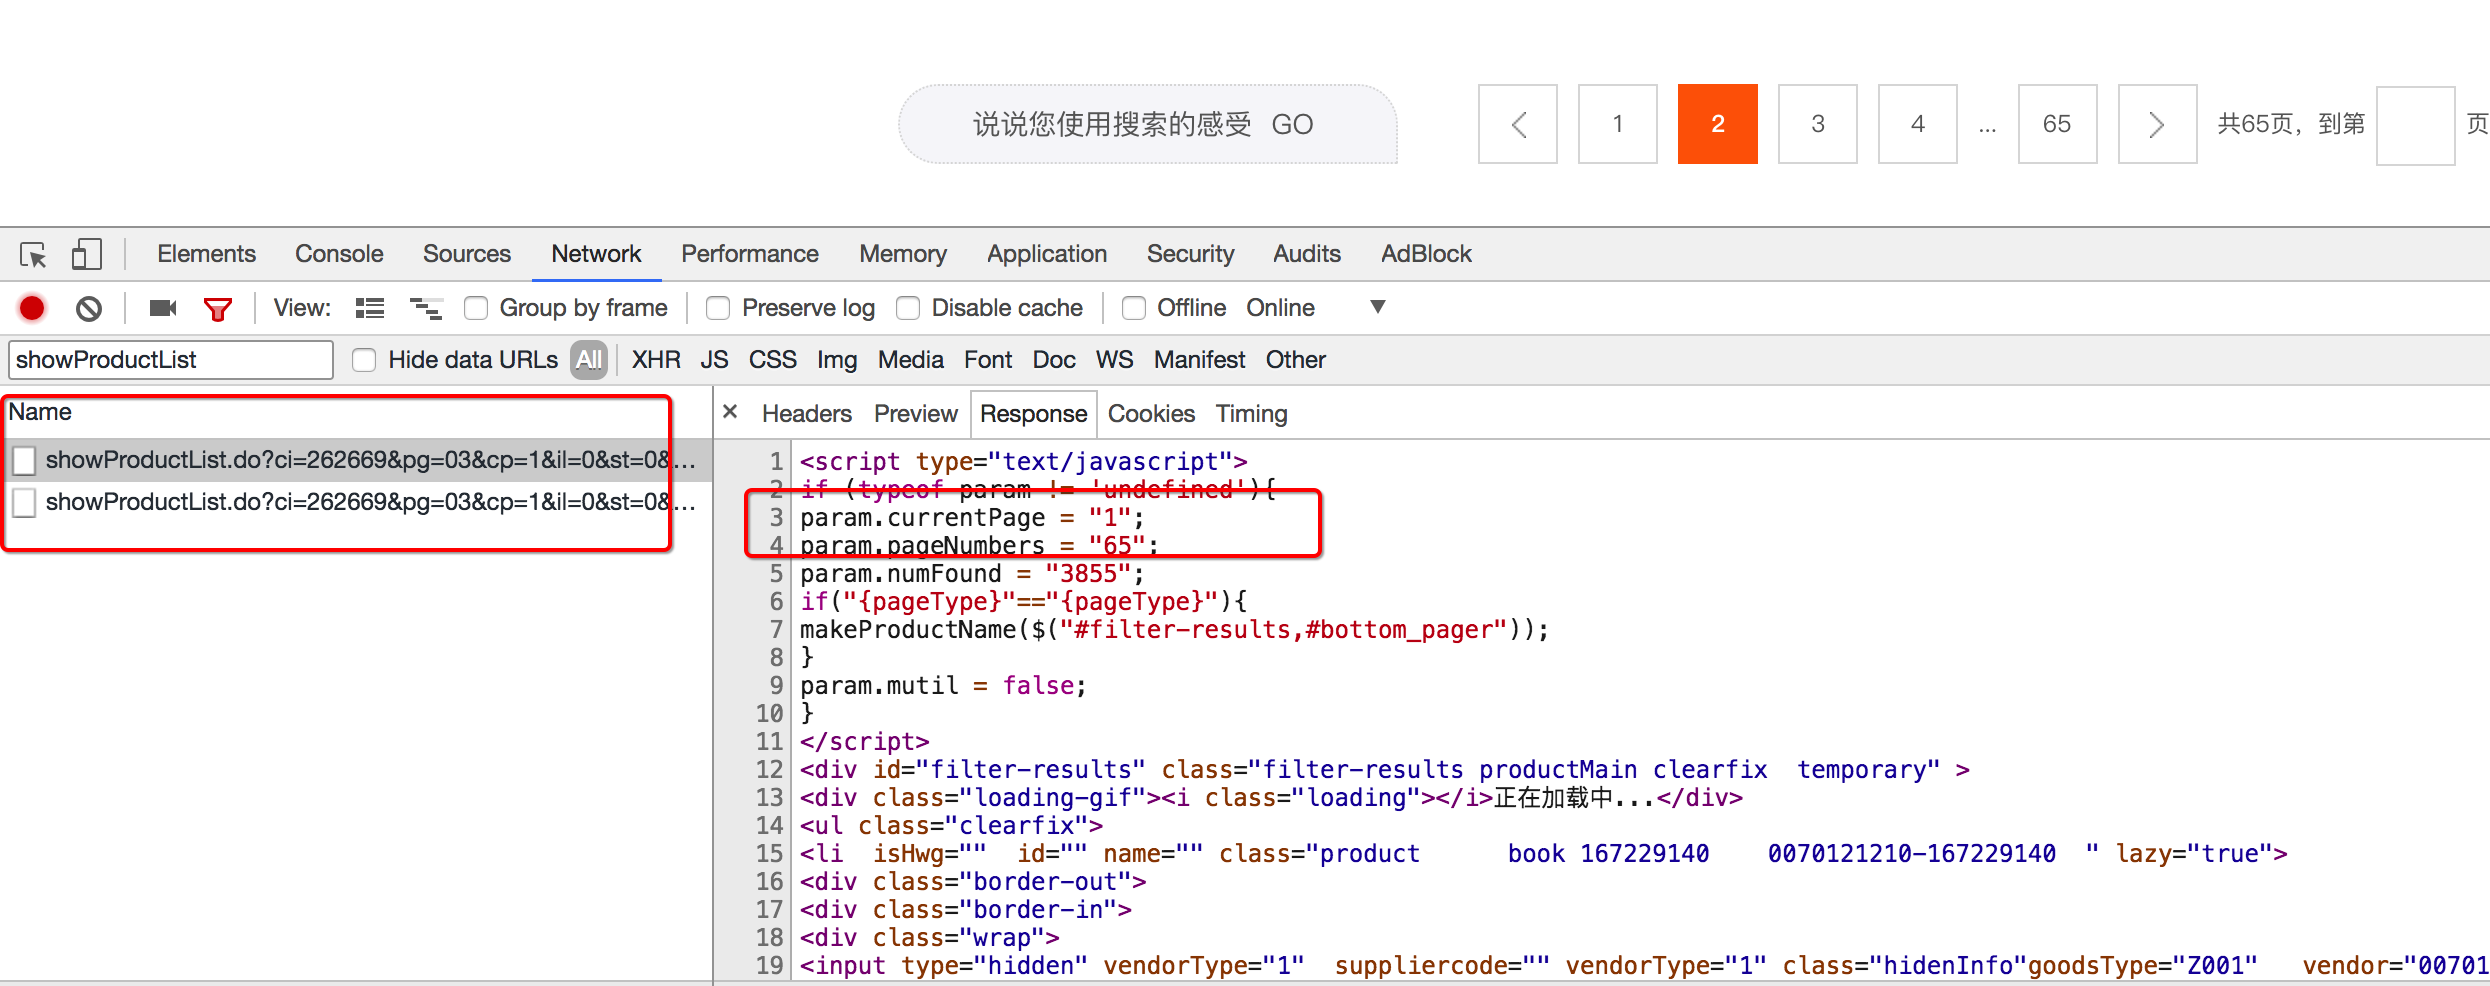 说说您使用搜索的感受 GO
1 2 3 4 ... 65 共65页，到第 页
Elements Console Sources Network Performance Memory Application Security Audits AdBlock
View: Group by frame Preserve log Disable cache Offline Online
showProductList Hide data URLs All XHR JS CSS Img Media Font Doc WS Manifest Other
Name
showProductList.do?ci=262669&pg=03&cp=1&il=0&st=0&...
showProductList.do?ci=262669&pg=03&cp=1&il=0&st=0&...
× Headers Preview Response Cookies Timing
1 <script type="text/javascript">
2 if (typeof param != 'undefined'){
3 param.currentPage = "1";
4 param.pageNumbers = "65";
5 param.numFound = "3855";
6 if("{pageType}"=="{pageType}"){
7 makeProductName($("#filter-results,#bottom_pager"));
8 }
9 param.mutil = false;
10 }
11 </script>
12 <div id="filter-results" class="filter-results productMain clearfix  temporary" >
13 <div class="loading-gif"><i class="loading"></i>正在加载中...</div>
14 <ul class="clearfix">
15 <li  isHwg=""  id="" name="" class="product      book 167229140    0070121210-167229140  " lazy="true">
16 <div class="border-out">
17 <div class="border-in">
18 <div class="wrap">
19 <input type="hidden" vendorType="1"  suppliercode="" vendorType="1" class="hidenInfo"goodsType="Z001"   vendor="00701